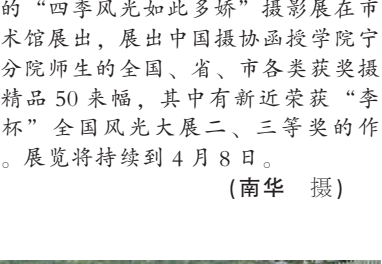 的“四季风光如此多娇”摄影展在市
术馆展出，展出中国摄协函授学院宁
分院师生的全国、省、市各类获奖摄
精品 50 来幅，其中有新近荣获“李
杯”全国风光大展二、三等奖的作
。展览将持续到 4 月 8 日。
(南华 摄)